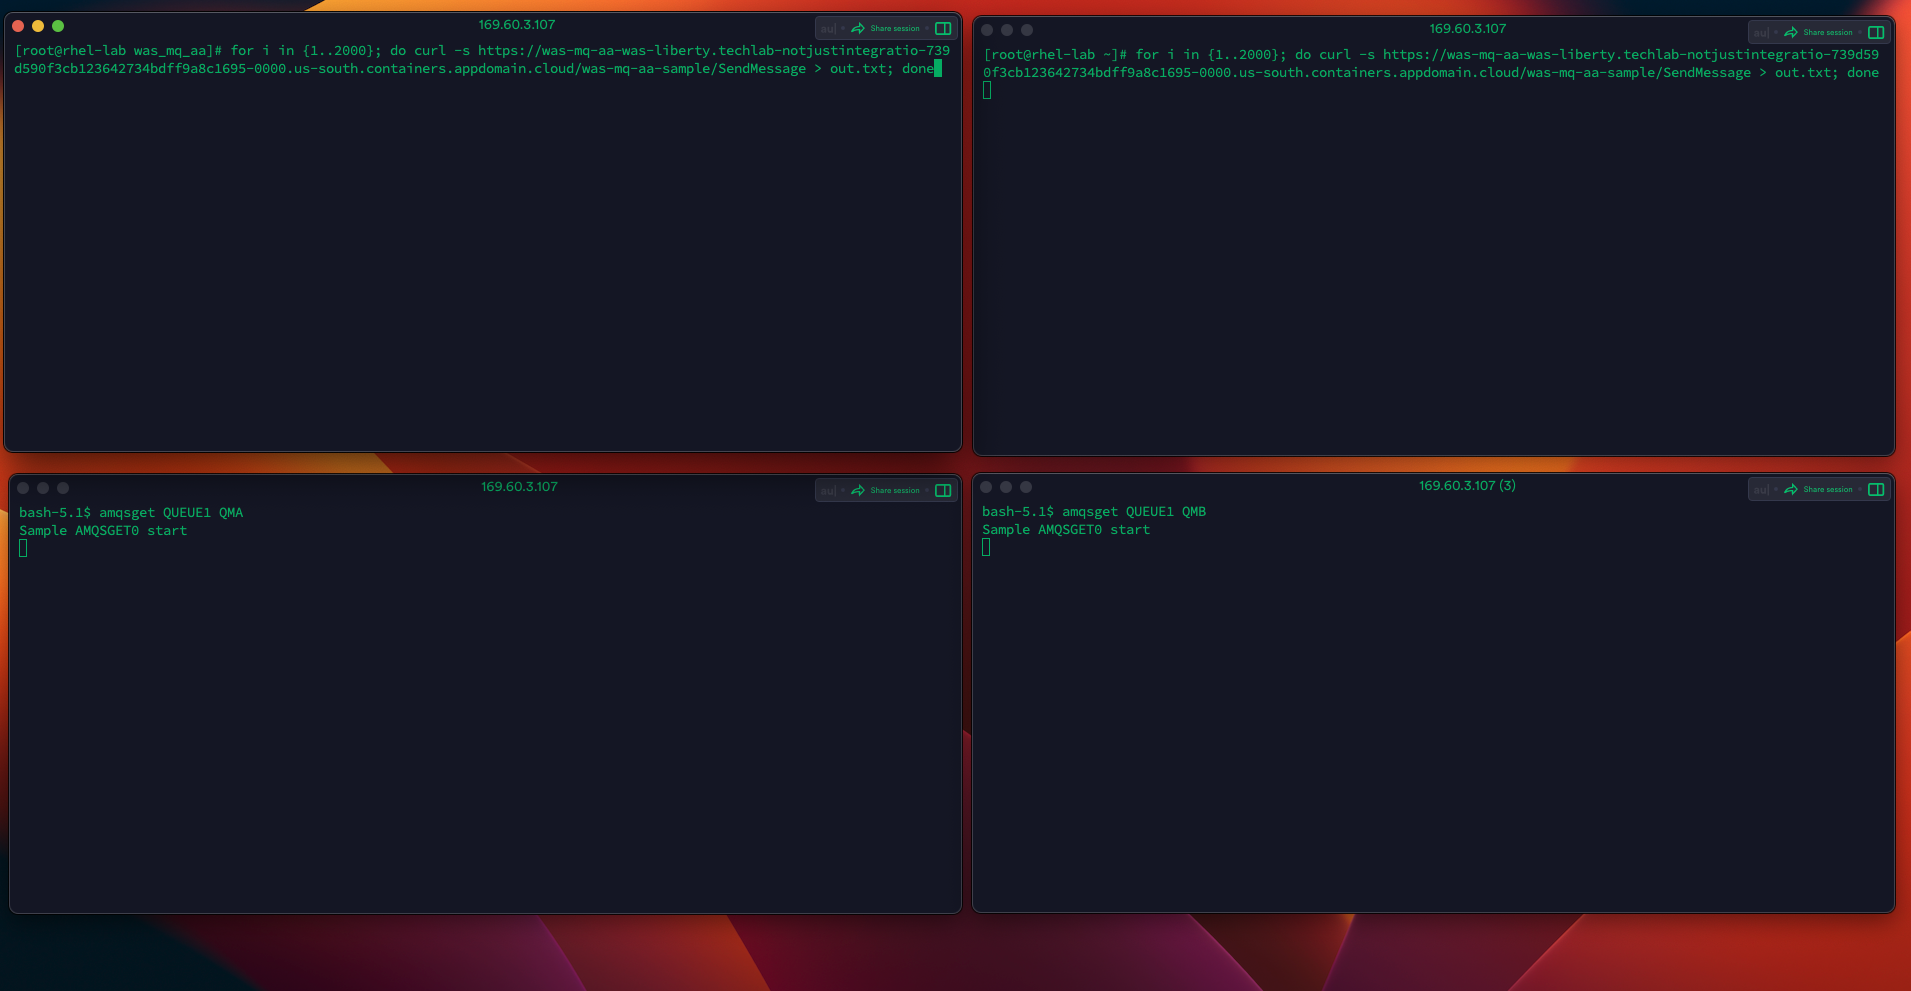 169.60.3.107
Share session
[root@rhel-lab was_mq_aa]# for i in {1..2000}; do curl -s https://was-mq-aa-was-liberty.techlab-notjustintegratio-739
d590f3cb123642734bdff9a8c1695-0000.us-south.containers.appdomain.cloud/was-mq-aa-sample/SendMessage > out.txt; done
169.60.3.107
Share session
[root@rhel-lab ~]# for i in {1..2000}; do curl -s https://was-mq-aa-was-liberty.techlab-notjustintegratio-739d59
0f3cb123642734bdff9a8c1695-0000.us-south.containers.appdomain.cloud/was-mq-aa-sample/SendMessage > out.txt; done
169.60.3.107
Share session
bash-5.1$ amqsget QUEUE1 QMA
Sample AMQSGET0 start
169.60.3.107 (3)
Share session
bash-5.1$ amqsget QUEUE1 QMB
Sample AMQSGET0 start